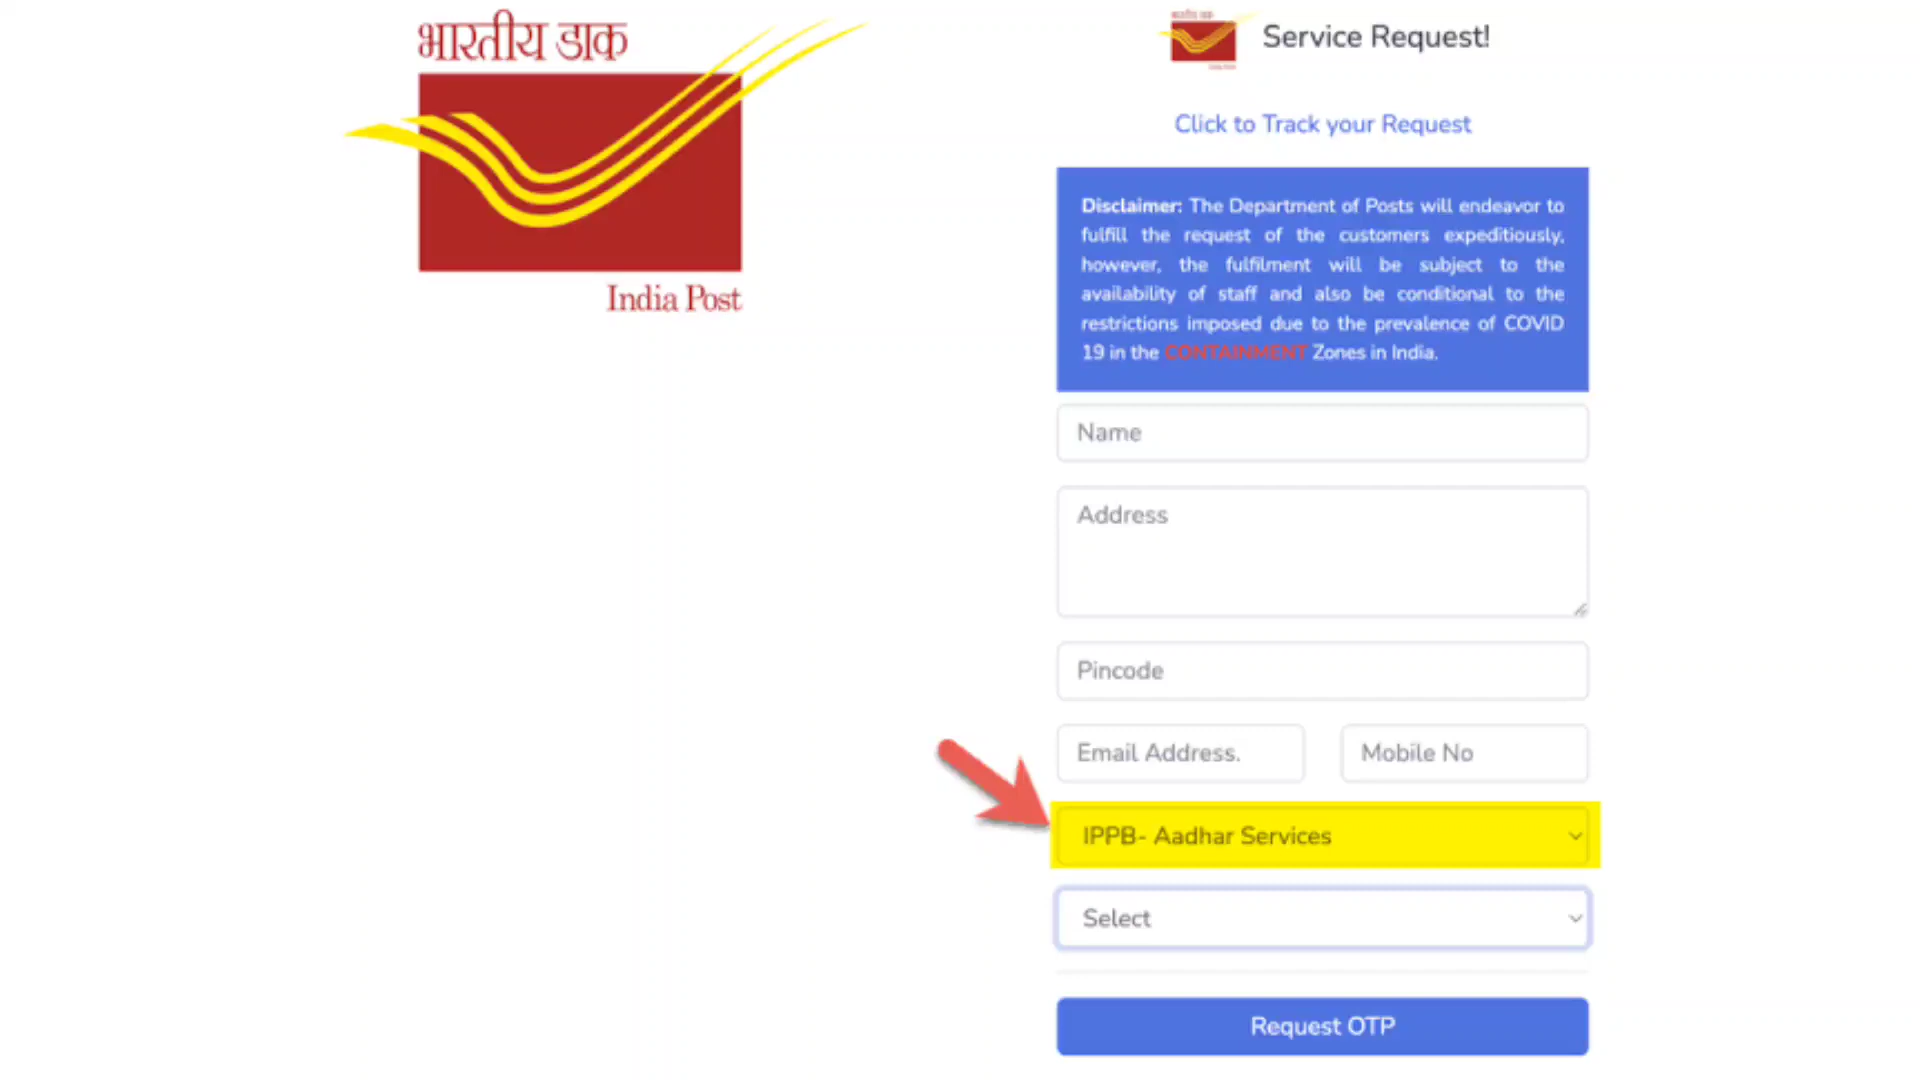 भारतीय डाक
India Post
Service Request!
Click to Track your Request
Disclaimer: The Department of Posts will endeavor to
fulfill the request of the customers expeditiously,
however, the fulfilment will be subject to the
availability of staff and also be conditional to the
restrictions imposed due to the prevalence of COVID
19 in the CONTAINMENT Zones in India.
Name
Address
Pincode
Email Address. Mobile No
IPPB- Aadhar Services
Select
Request OTP